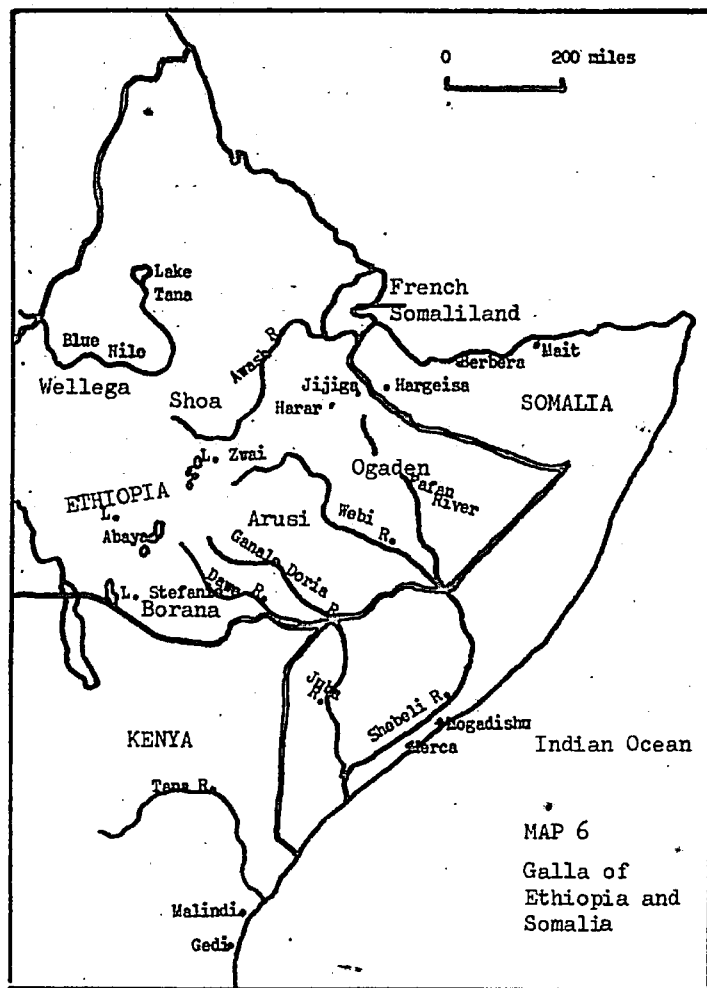 0 200 miles
Lake
Tana
French
Somaliland
Blue Nile
Awash R.
Mait
Berbera
Wellega
Jijiga
Hargeisa
Shoa
Harar
SOMALIA
L. Zwai
Ogaden
ETHIOPIA
Fafan
River
L.
Abaya
Arusi
Webi R.
Ganale Doria R.
Dawa R.
L. Stefanie
Borana
Juba
R.
Shebeli R.
Mogadishu
KENYA
Merca
Indian Ocean
Tana R.
MAP 6
Galla of
Ethiopia and
Somalia
Malindi
Gedi